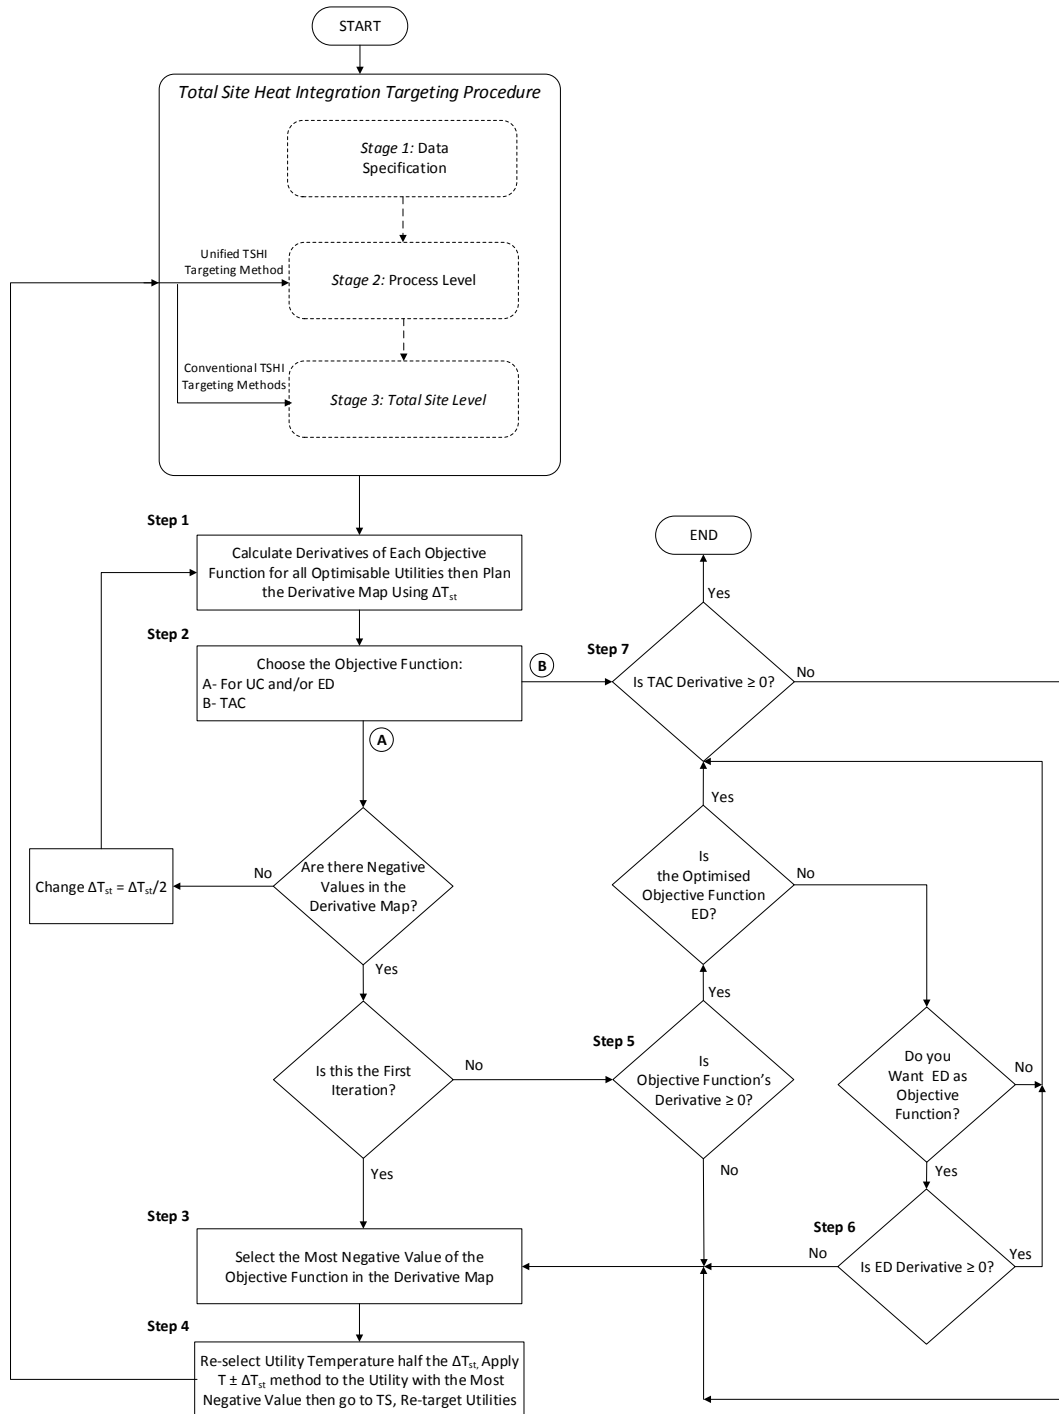 START
Total Site Heat Integration Targeting Procedure
Stage 1: Data
Specification
Unified TSHI
Targeting Method
Stage 2: Process Level
Conventional TSHI
Targeting Methods
Stage 3: Total Site Level
Step 1
Calculate Derivatives of Each Objective
Function for all Optimisable Utilities then Plan
the Derivative Map Using ΔTst
END
Yes
Step 2
Choose the Objective Function:
A- For UC and/or ED
B- TAC
B
Step 7
Is TAC Derivative ≥ 0?
No
A
Yes
Are there Negative
Values in the
Derivative Map?
No
Change ΔTst = ΔTst/2
Yes
Is
the Optimised
Objective Function
ED?
No
Yes
Is this the First
Iteration?
No
Step 5
Is
Objective Function's
Derivative ≥ 0?
Do you
Want ED as
Objective
Function?
No
Yes
No
Yes
Step 3
Select the Most Negative Value of the
Objective Function in the Derivative Map
Step 6
No
Is ED Derivative ≥ 0?
Yes
Step 4
Re-select Utility Temperature half the ΔTst, Apply
T ± ΔTst method to the Utility with the Most
Negative Value then go to TS, Re-target Utilities